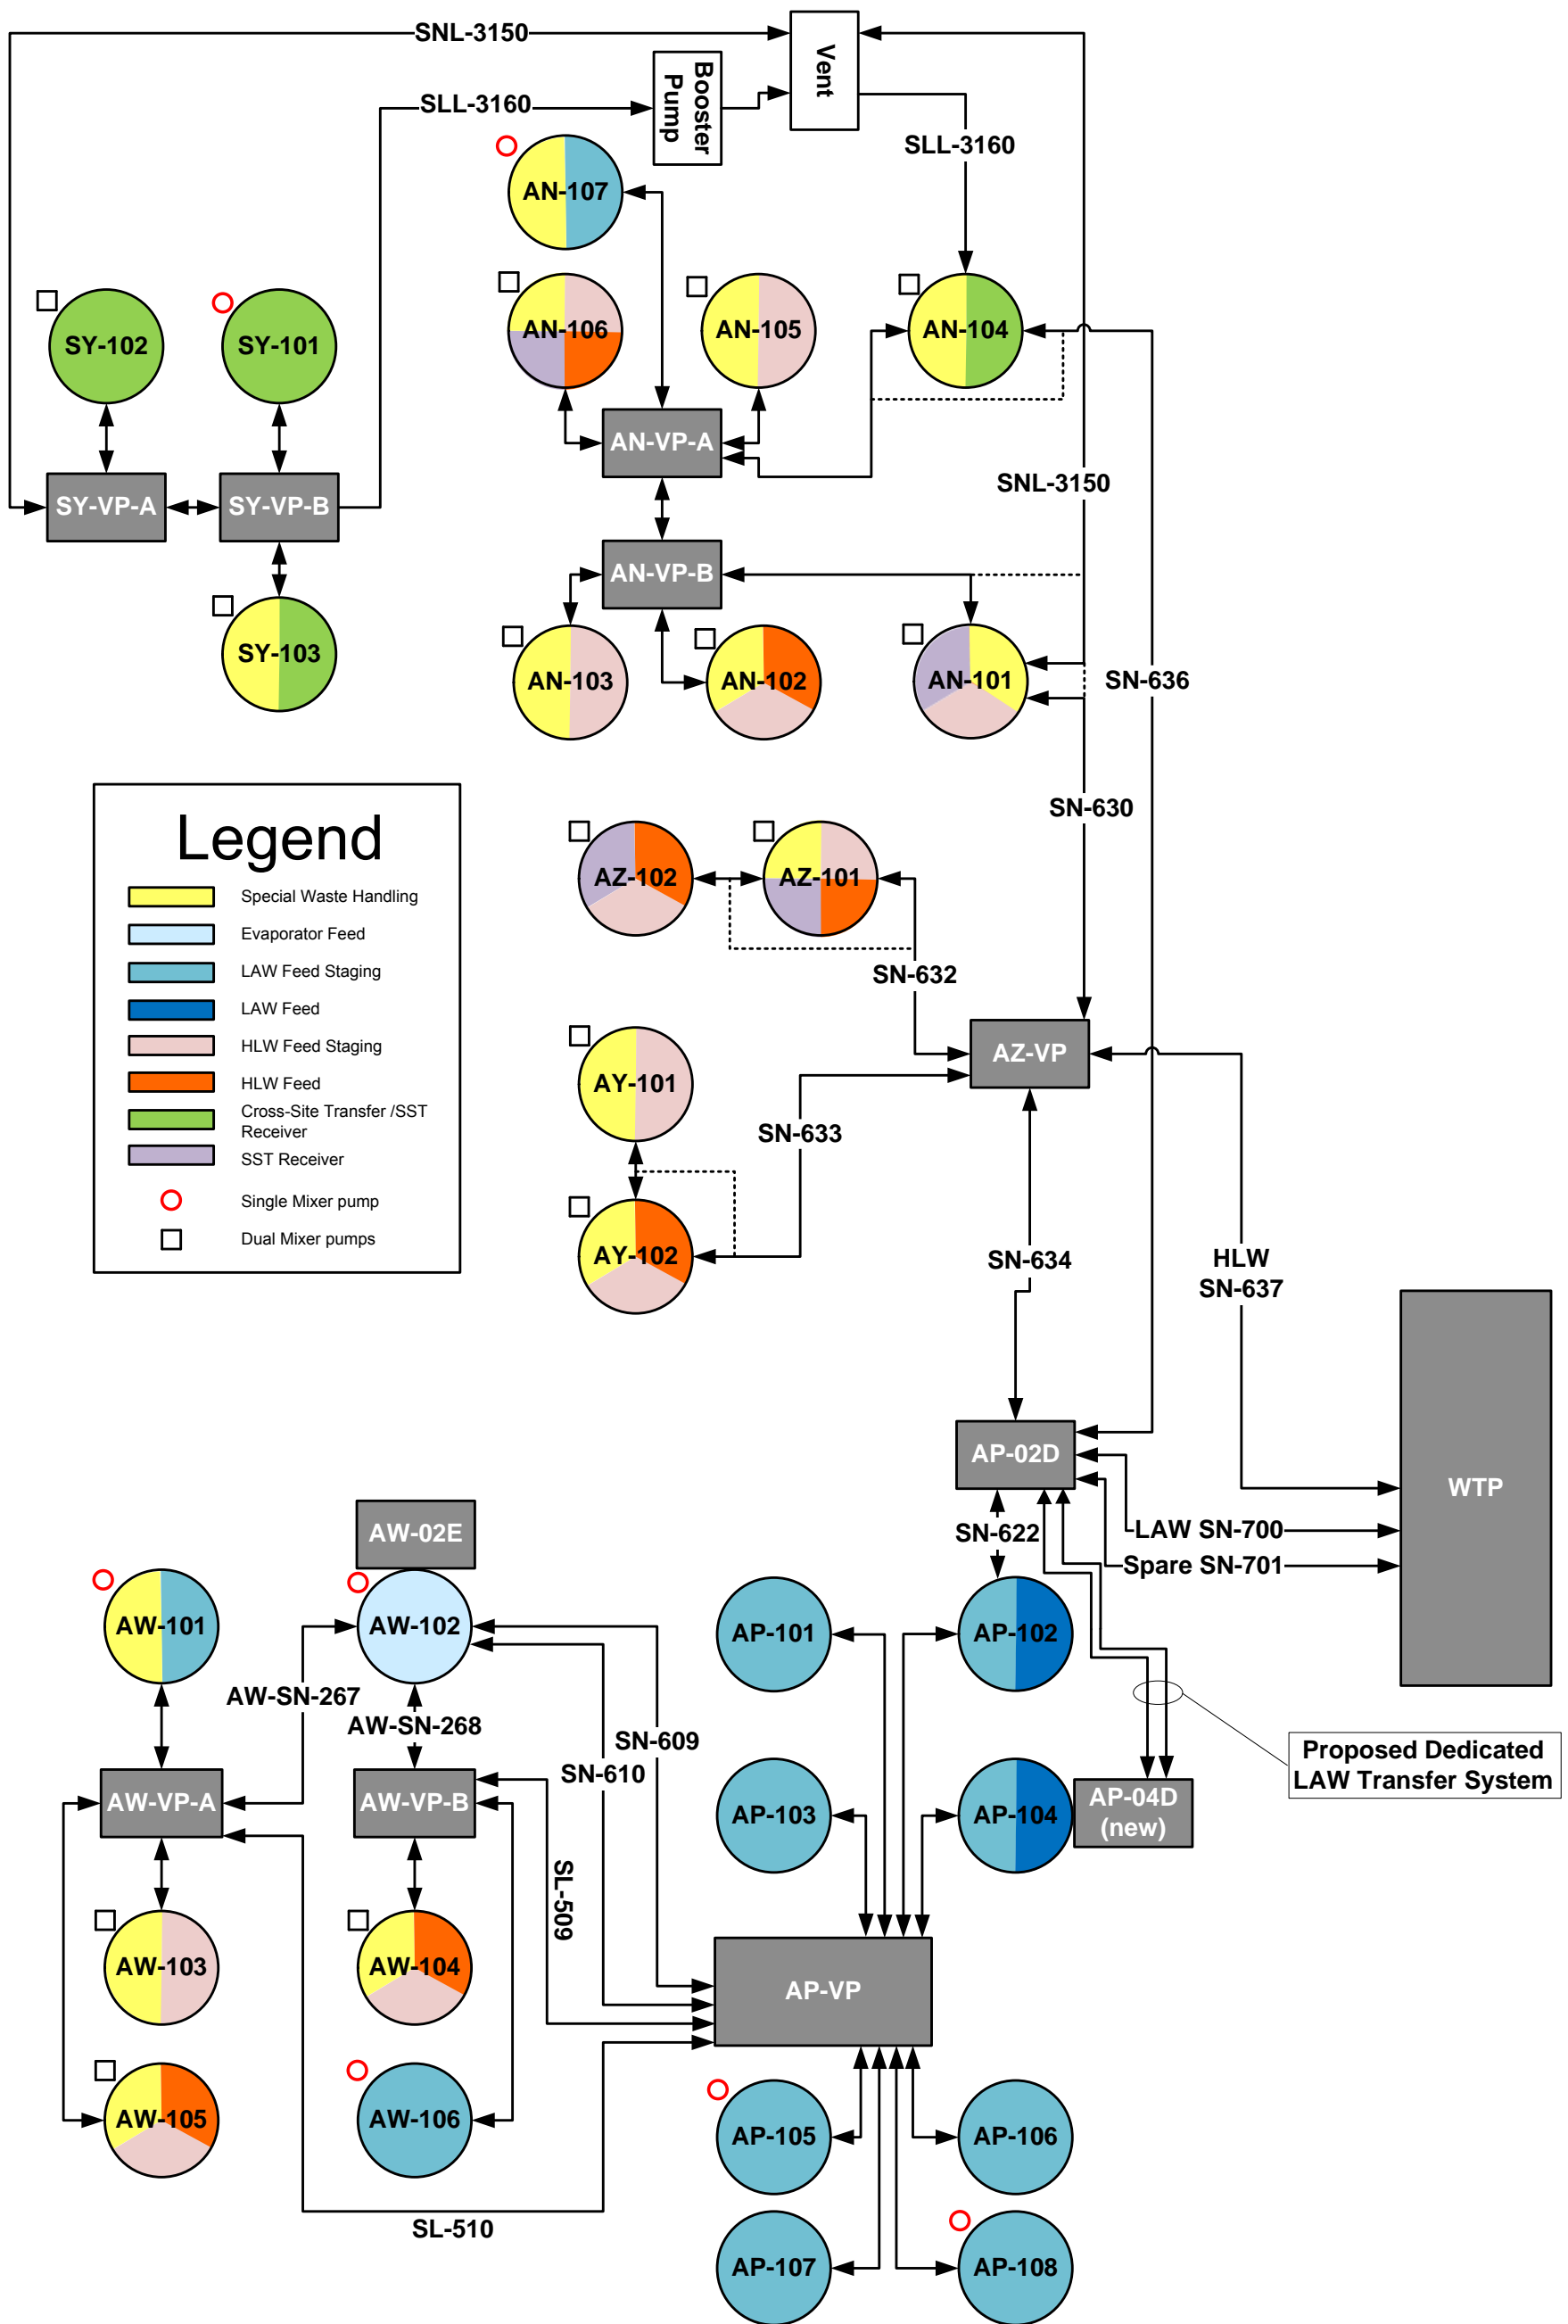 SNL-3150
Vent
Booster
Pump
SLL-3160
SLL-3160
AN-107
SY-102
SY-101
AN-106
AN-105
AN-104
AN-VP-A
SNL-3150
SY-VP-A
SY-VP-B
AN-VP-B
SY-103
AN-103
AN-102
AN-101
SN-636
SN-630
Legend
Special Waste Handling
Evaporator Feed
LAW Feed Staging
LAW Feed
HLW Feed Staging
HLW Feed
Cross-Site Transfer /SST
Receiver
SST Receiver
Single Mixer pump
Dual Mixer pumps
AZ-102
AZ-101
SN-632
AZ-VP
AY-101
SN-633
AY-102
SN-634
HLW
SN-637
AP-02D
WTP
AW-02E
SN-622
LAW SN-700
Spare SN-701
AW-101
AW-102
AP-101
AP-102
AW-SN-267
AW-SN-268
SN-609
SN-610
Proposed Dedicated
LAW Transfer System
AW-VP-A
AW-VP-B
AP-103
AP-104
AP-04D
(new)
SL-509
AW-103
AW-104
AP-VP
AW-105
AW-106
AP-105
AP-106
SL-510
AP-107
AP-108